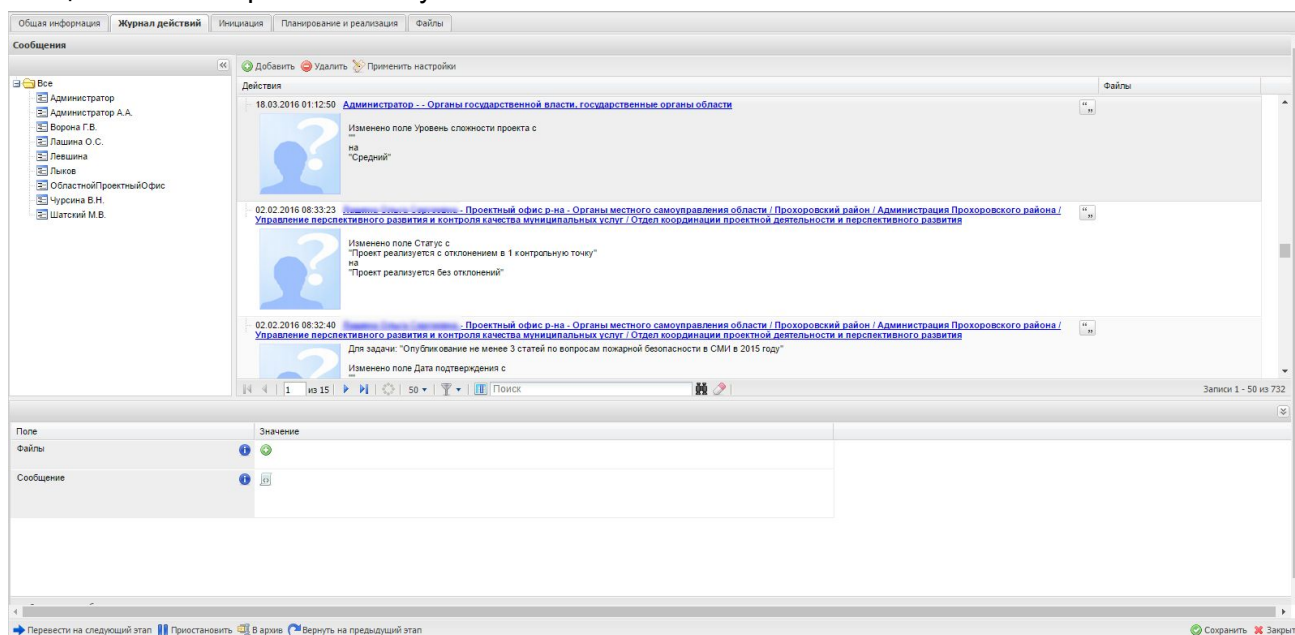 Общая информация Журнал действий Инициация Планирование и реализация Файлы
Сообщения
Добавить Удалить Применить настройки
Все
Администратор
Администратор А.А.
Ворона Г.В.
Лашина О.С.
Левшина
Лыков
ОбластнойПроектныйОфис
Чурсина В.Н.
Шатский М.В.
Действия Файлы
18.03.2016 01:12:50 Администратор - - Органы государственной власти, государственные органы области
Изменено поле Уровень сложности проекта с
""
на
"Средний"
02.02.2016 08:33:23 - Проектный офис р-на - Органы местного самоуправления области / Прохоровский район / Администрация Прохоровского района /
Управление перспективного развития и контроля качества муниципальных услуг / Отдел координации проектной деятельности и перспективного развития
Изменено поле Статус с
"Проект реализуется с отклонением в 1 контрольную точку"
на
"Проект реализуется без отклонений"
02.02.2016 08:32:40 - Проектный офис р-на - Органы местного самоуправления области / Прохоровский район / Администрация Прохоровского района /
Управление перспективного развития и контроля качества муниципальных услуг / Отдел координации проектной деятельности и перспективного развития
Для задачи: "Опубликование не менее 3 статей по вопросам пожарной безопасности в СМИ в 2015 году"
Изменено поле Дата подтверждения с
""
1 из 15 50 Поиск Записи 1 - 50 из 732
Поле Значение
Файлы
Сообщение
Перевести на следующий этап Приостановить В архив Вернуть на предыдущий этап Сохранить Закрыт